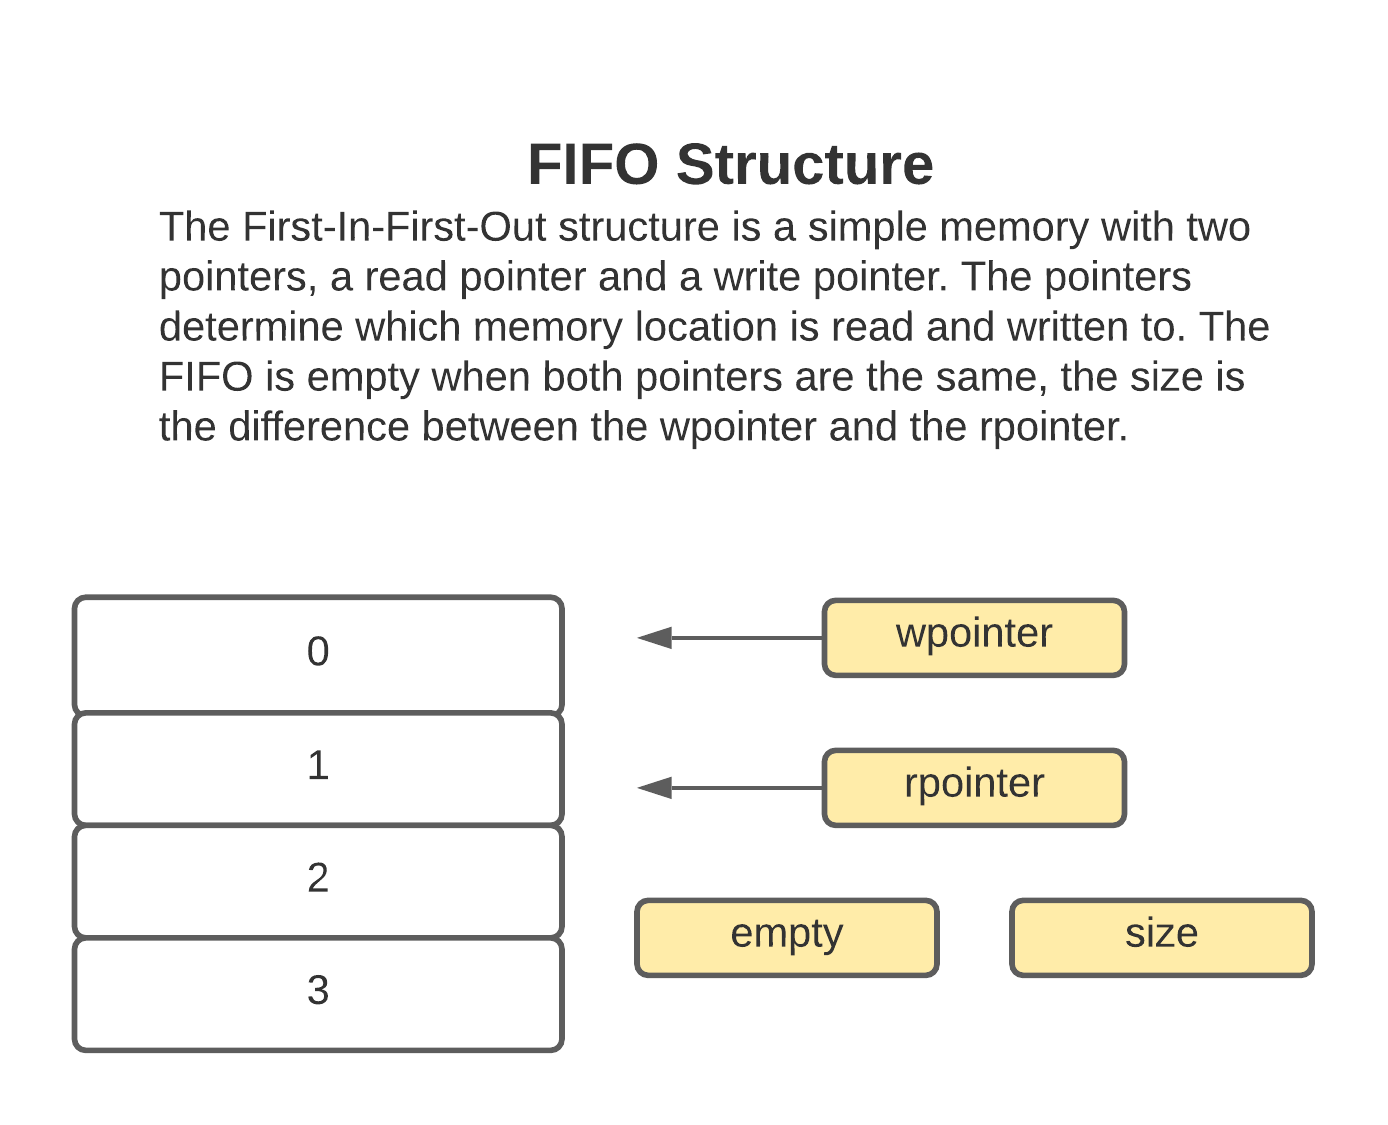 FIFO Structure
The First-In-First-Out structure is a simple memory with two
pointers, a read pointer and a write pointer. The pointers
determine which memory location is read and written to. The
FIFO is empty when both pointers are the same, the size is
the difference between the wpointer and the rpointer.
0
wpointer
1
rpointer
2
empty
size
3